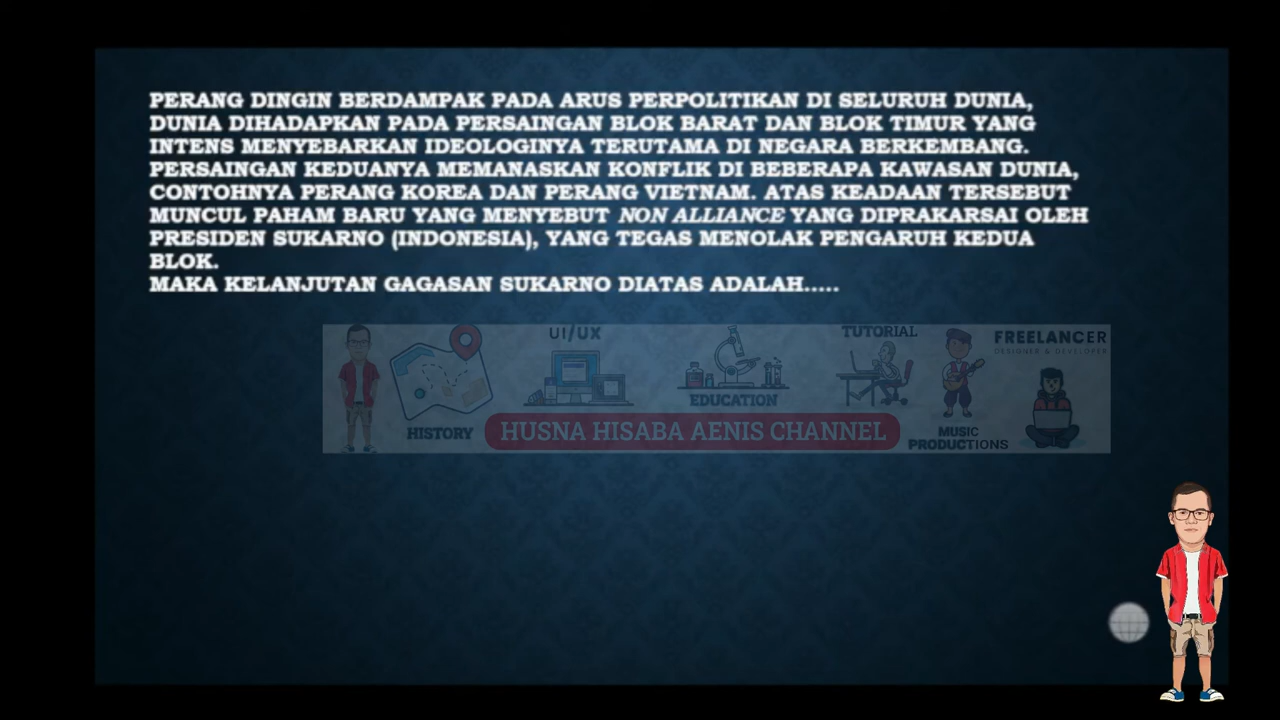 PERANG DINGIN BERDAMPAK PADA ARUS PERPOLITIKAN DI SELURUH DUNIA,
DUNIA DIHADAPKAN PADA PERSAINGAN BLOK BARAT DAN BLOK TIMUR YANG
INTENS MENYEBARKAN IDEOLOGINYA TERUTAMA DI NEGARA BERKEMBANG.
PERSAINGAN KEDUANYA MEMANASKAN KONFLIK DI BEBERAPA KAWASAN DUNIA,
CONTOHNYA PERANG KOREA DAN PERANG VIETNAM. ATAS KEADAAN TERSEBUT
MUNCUL PAHAM BARU YANG MENYEBUT NON ALLIANCE YANG DIPRAKARSAI OLEH
PRESIDEN SUKARNO (INDONESIA), YANG TEGAS MENOLAK PENGARUH KEDUA
BLOK.
MAKA KELANJUTAN GAGASAN SUKARNO DIATAS ADALAH.....
UI/UX
TUTORIAL
FREELANCER
DESIGNER & DEVELOPER
EDUCATION
HISTORY
HUSNA HISABA AENIS CHANNEL
MUSIC
PRODUCTIONS